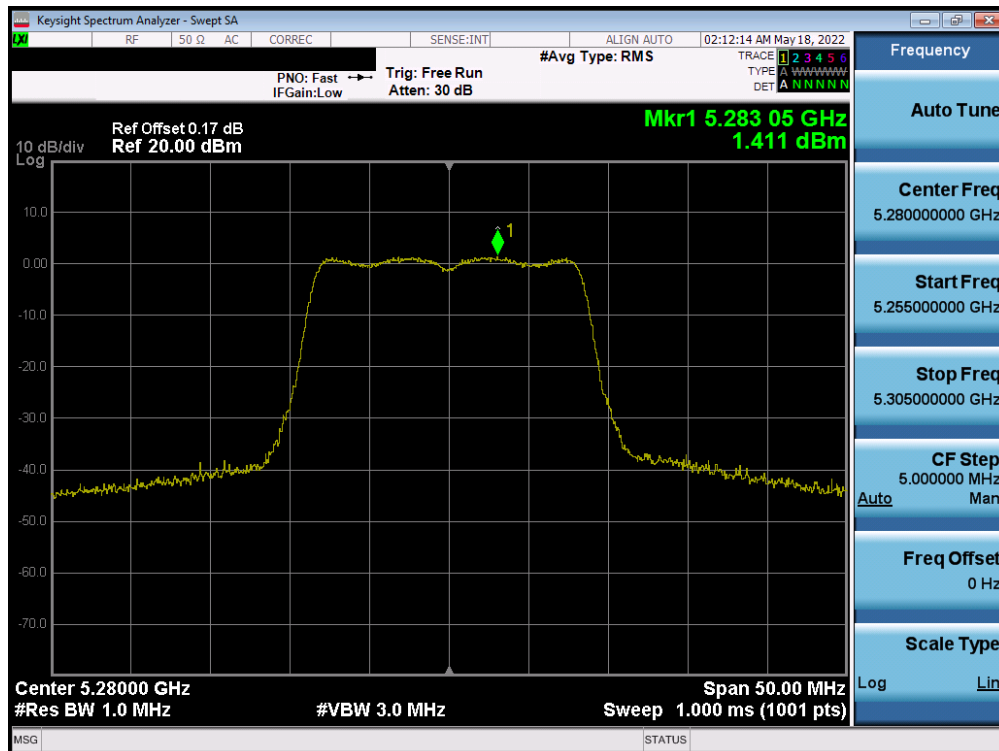 Keysight Spectrum Analyzer - Swept SA
LXI RF 50 Ω AC CORREC SENSE:INT ALIGN AUTO 02:12:14 AM May 18, 2022
PNO: Fast
IFGain:Low
Trig: Free Run
Atten: 30 dB
#Avg Type: RMS
TRACE 1 2 3 4 5 6
TYPE A WWWWW
DET A N N N N N
Mkr1 5.283 05 GHz
1.411 dBm
Ref Offset 0.17 dB
10 dB/div Ref 20.00 dBm
Log
10.0
0.00
-10.0
-20.0
-30.0
-40.0
-50.0
-60.0
-70.0
1
Center 5.28000 GHz Span 50.00 MHz
#Res BW 1.0 MHz #VBW 3.0 MHz Sweep 1.000 ms (1001 pts)
MSG STATUS
Frequency
Auto Tune
Center Freq
5.280000000 GHz
Start Freq
5.255000000 GHz
Stop Freq
5.305000000 GHz
CF Step
5.000000 MHz
Auto Man
Freq Offset
0 Hz
Scale Type
Log Lin